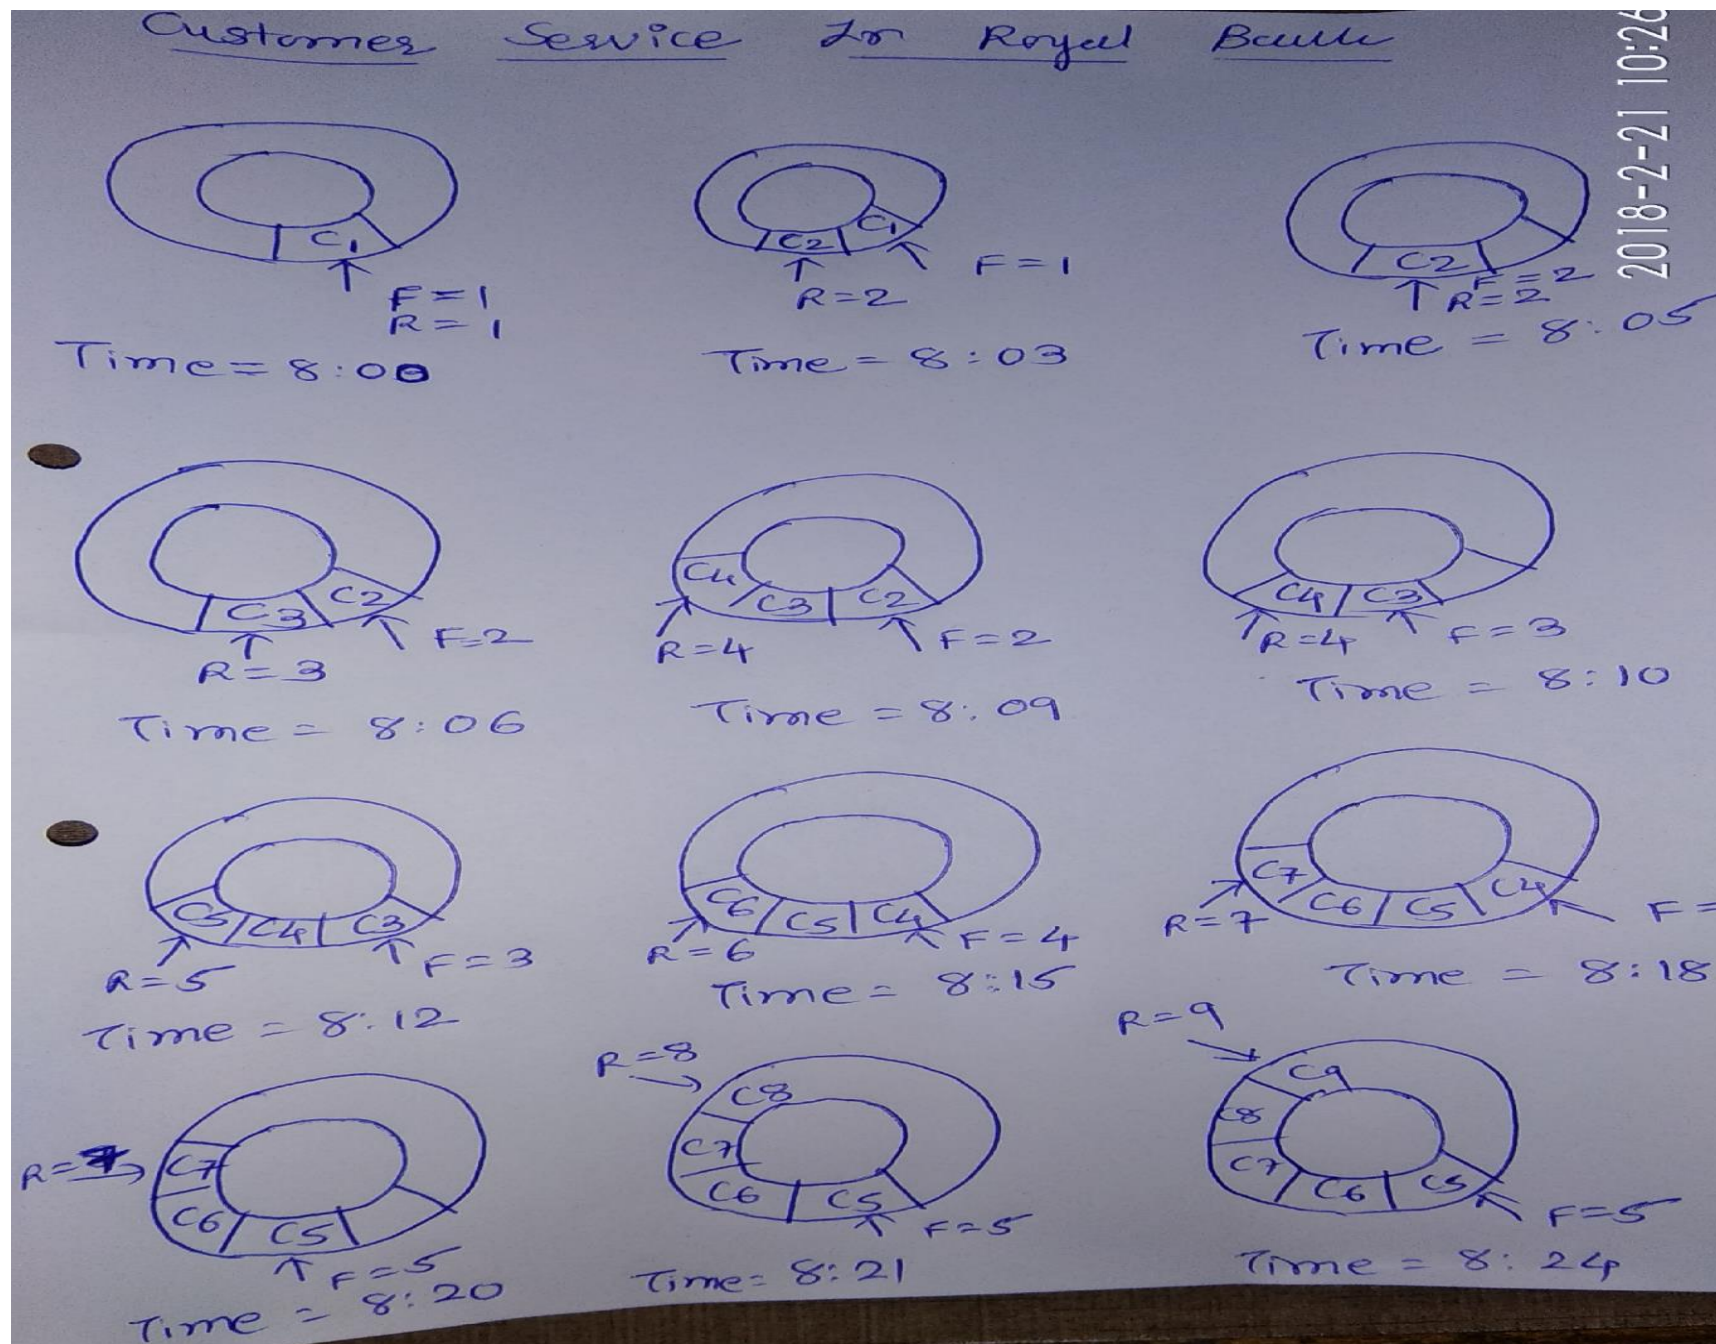 Customer Service In Royal Bank
2018-2-21 10:26
C1
F=1
R=1
Time=8:00
C2 C1
F=1
R=2
Time=8:03
C2
F=2
R=2
Time=8:05
C3 C2
F=2
R=3
Time=8:06
C4 C3 C2
R=4 F=2
Time=8:09
C4 C3
R=4 F=3
Time=8:10
C5 C4 C3
R=5 F=3
Time=8:12
C6 C5 C4
R=6 F=4
Time=8:15
C7 C6 C5 C4
R=7 F=
Time=8:18
R=7
C7
C6 C5
F=5
Time=8:20
R=8
C8
C7
C6 C5
F=5
Time=8:21
R=9
C9
C8
C7 C6 C5
F=5
Time=8:24